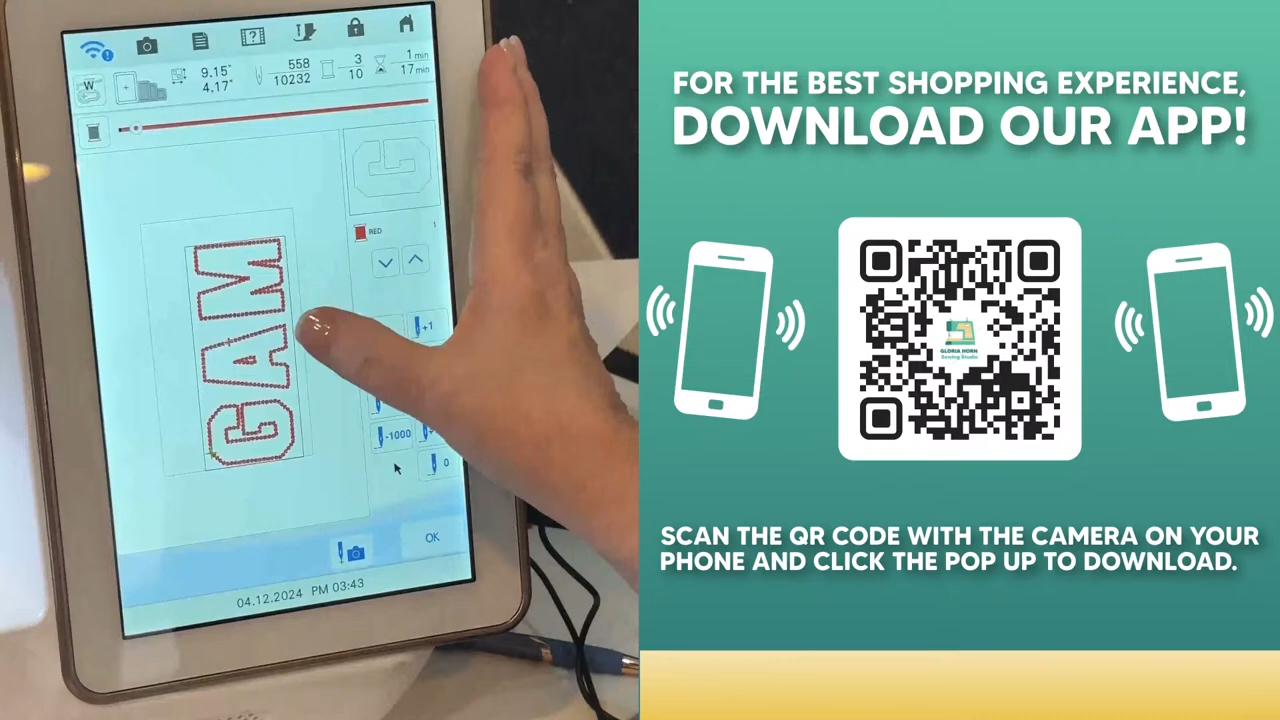 W
9.15"
4.17"
558
10232
3
10
1 min
17 min
RED
1
+1
-1000
0
OK
GAM
04.12.2024 PM 03:43
FOR THE BEST SHOPPING EXPERIENCE,
DOWNLOAD OUR APP!
GLORIA HORN
Sewing Studio
SCAN THE QR CODE WITH THE CAMERA ON YOUR
PHONE AND CLICK THE POP UP TO DOWNLOAD.